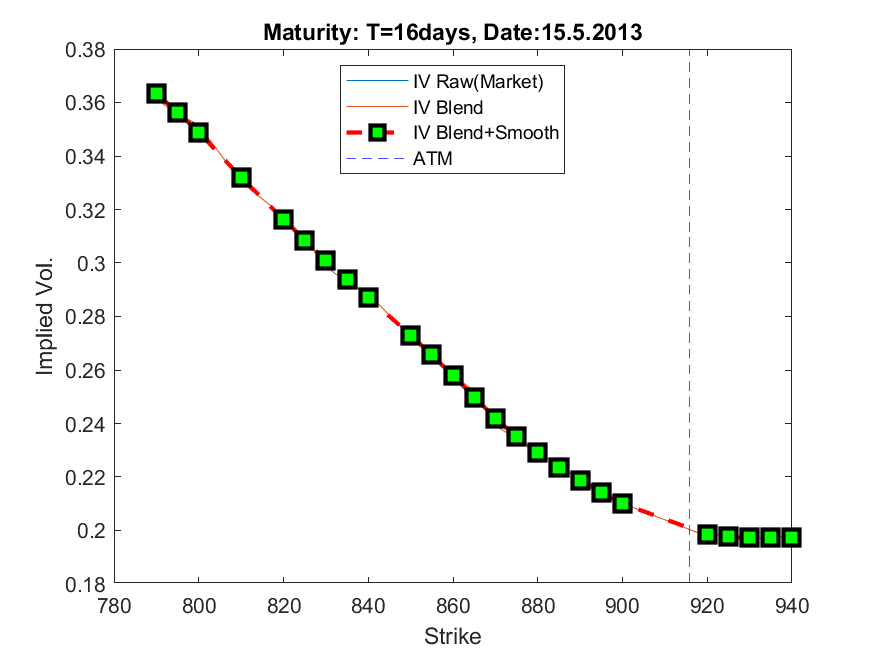 Maturity: T=16days, Date:15.5.2013
0.38
0.36
0.34
0.32
0.3
0.28
0.26
0.24
0.22
0.2
0.18
Implied Vol.
IV Raw(Market)
IV Blend
IV Blend+Smooth
ATM
780 800 820 840 860 880 900 920 940
Strike